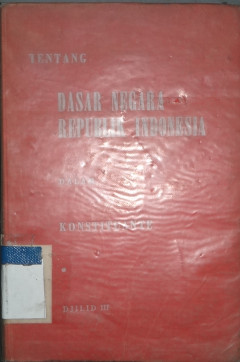 TENTANG
DASAR NEGARA
REPUBLIK INDONESIA
KONSTITUANTE
DJILID III